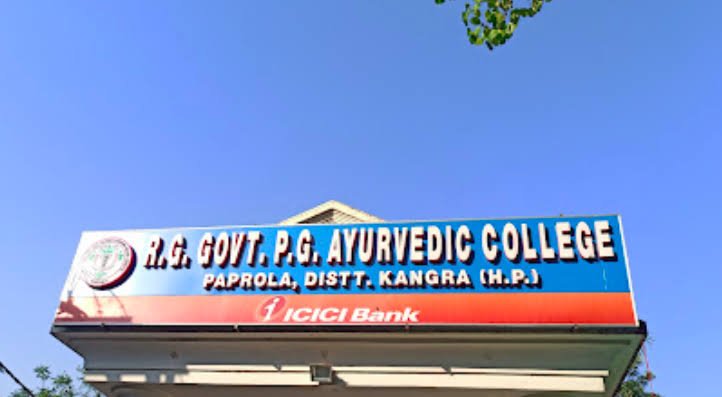 R.G. GOVT. P.G. AYURVEDIC COLLEGE
PAPROLA, DISTT. KANGRA (H.P.)
ICICI Bank